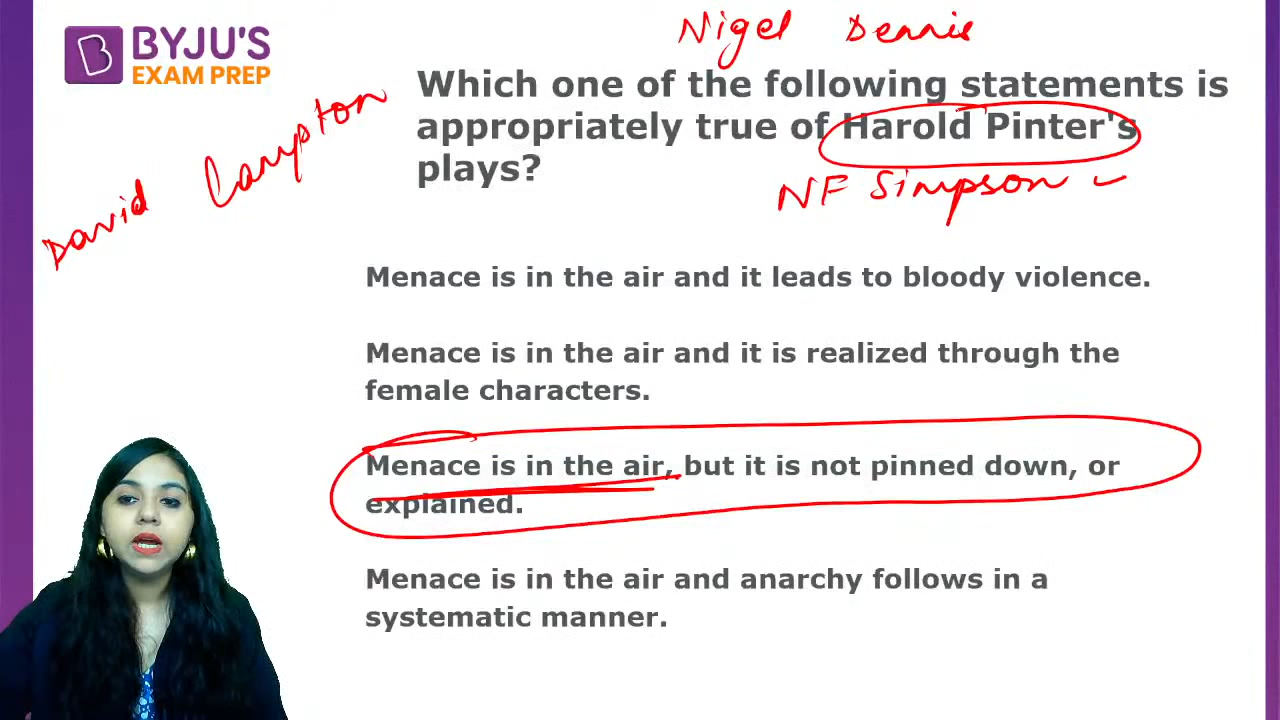 BYJU'S
EXAM PREP
Nigel Dennis
Which one of the following statements is
appropriately true of Harold Pinter's
plays?
David Campton
NF Simpson
Menace is in the air and it leads to bloody violence.
Menace is in the air and it is realized through the
female characters.
Menace is in the air, but it is not pinned down, or
explained.
Menace is in the air and anarchy follows in a
systematic manner.